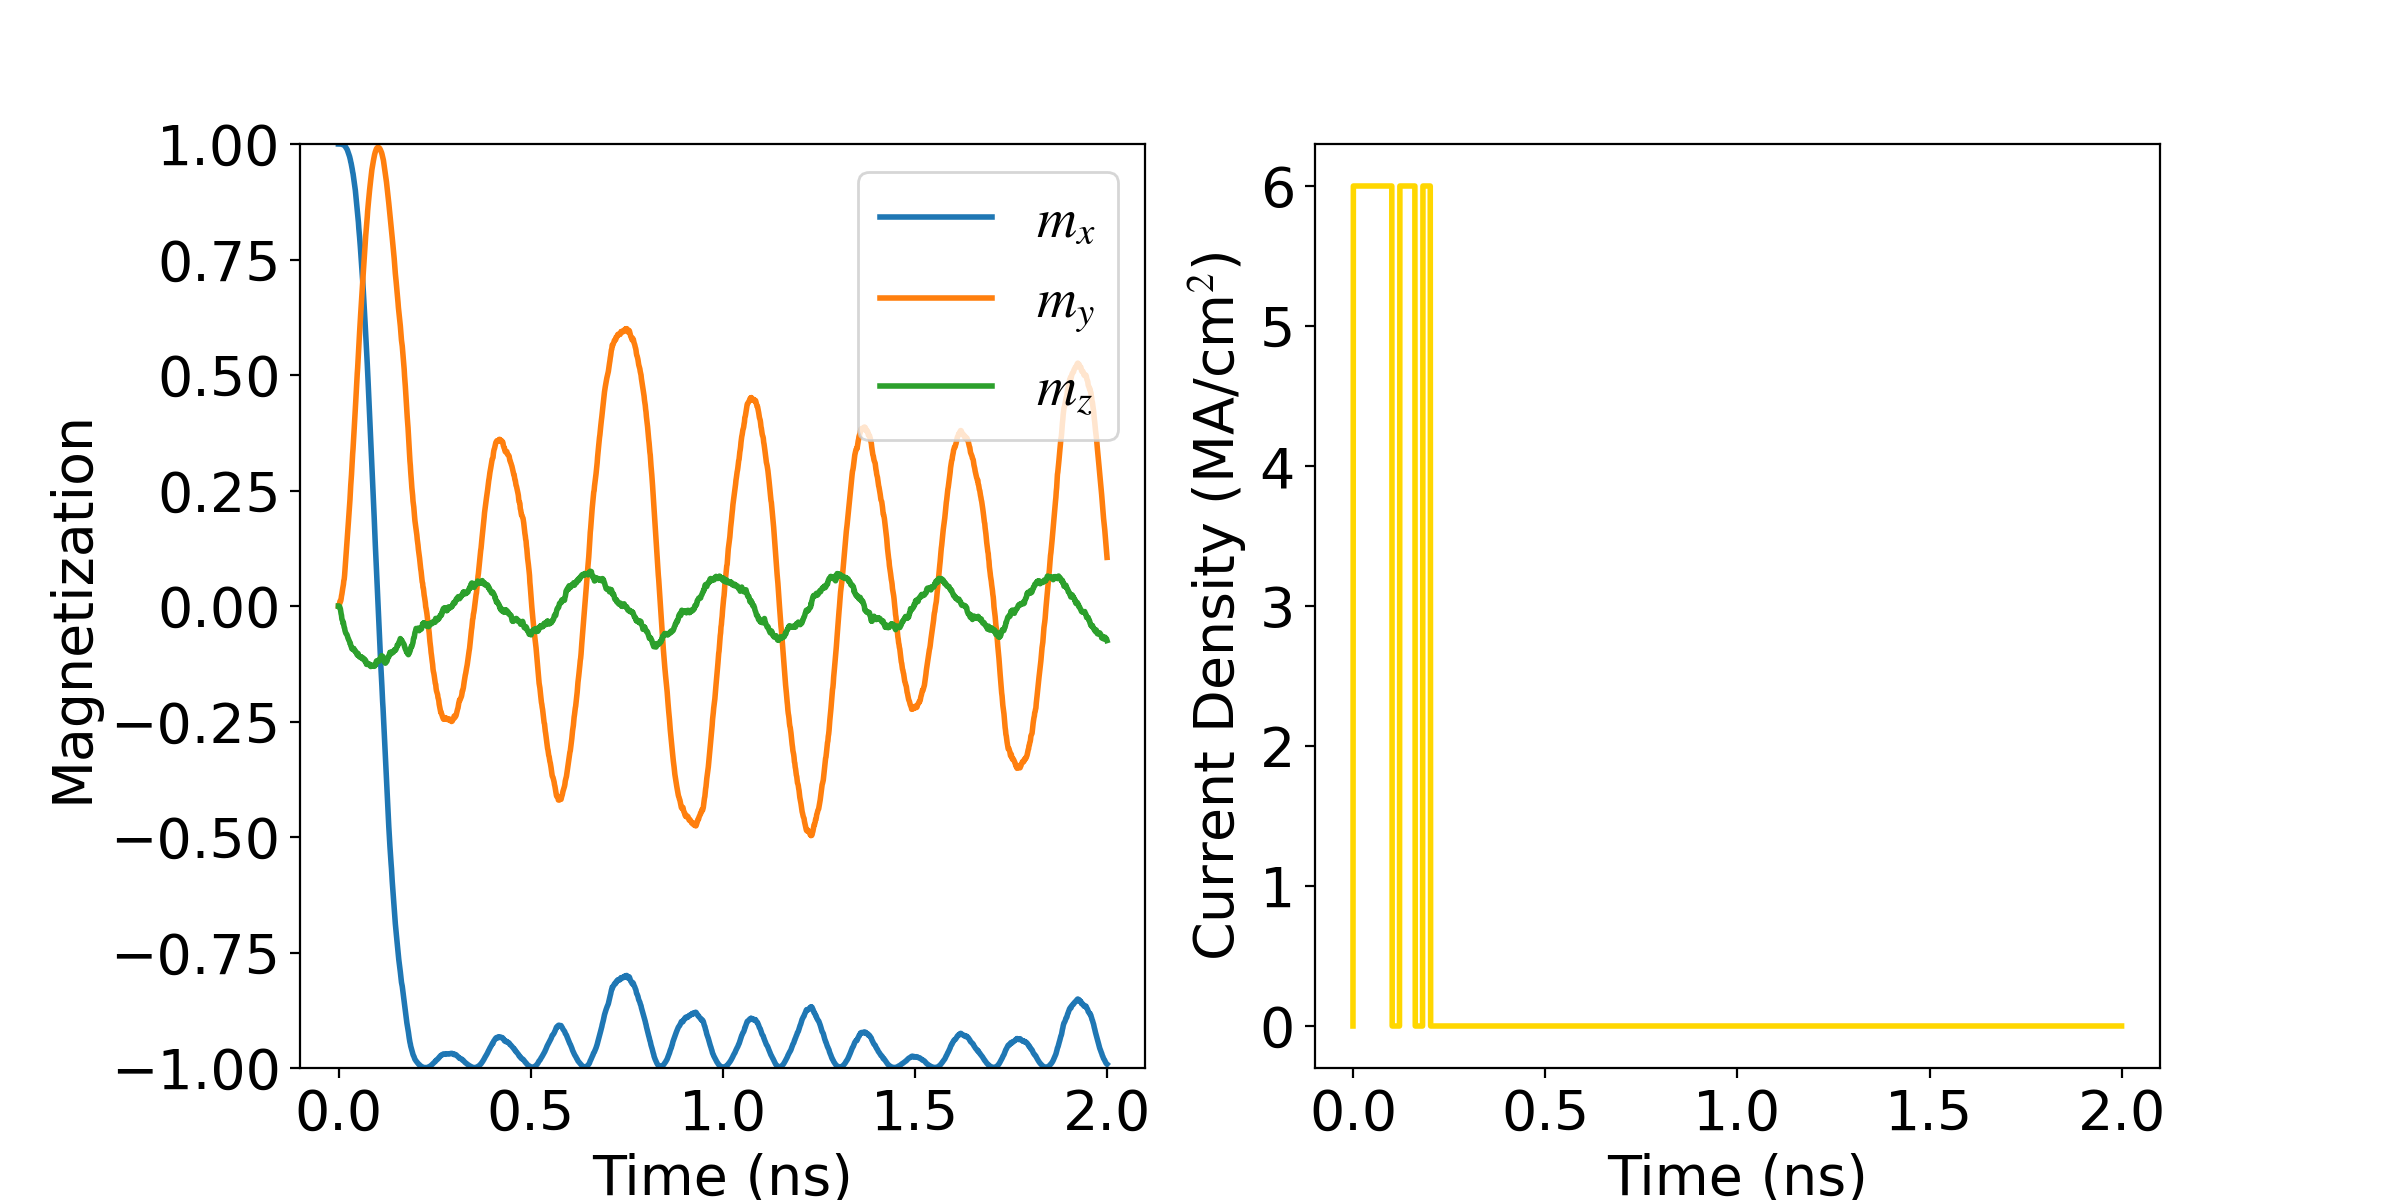 1.00
0.75
0.50
0.25
0.00
−0.25
−0.50
−0.75
−1.00
Magnetization
0.0 0.5 1.0 1.5 2.0
Time (ns)
m_x
m_y
m_z
6
5
4
3
2
1
0
Current Density (MA/cm²)
0.0 0.5 1.0 1.5 2.0
Time (ns)